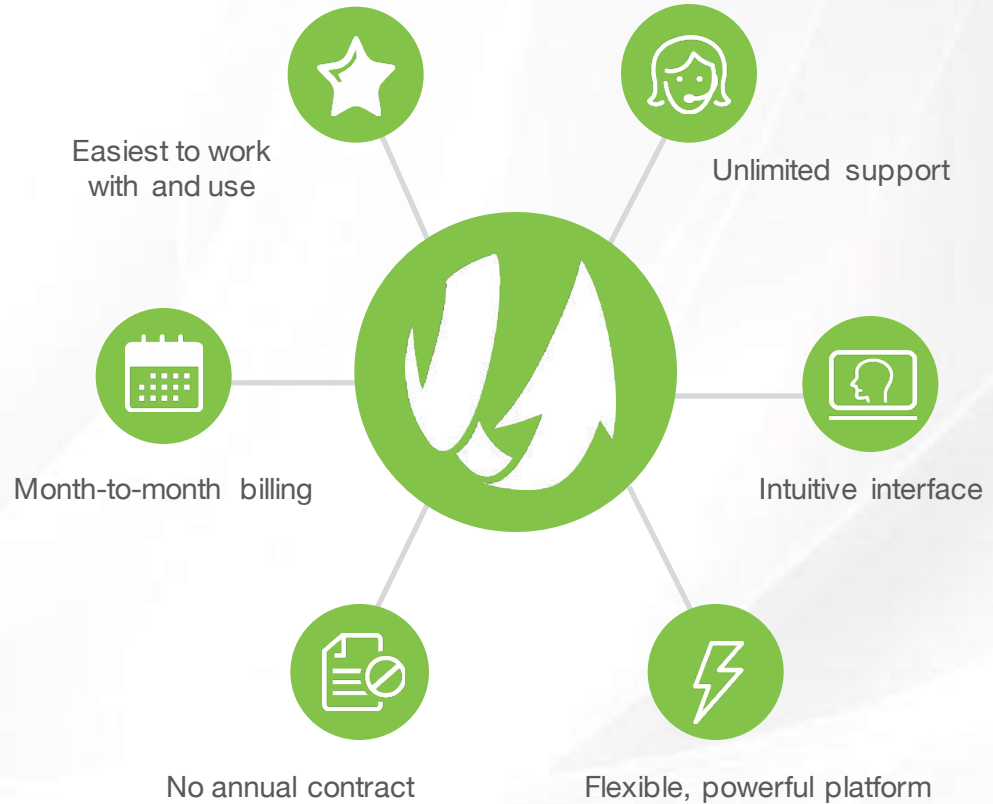 Easiest to work
with and use
Unlimited support
Month-to-month billing
Intuitive interface
No annual contract
Flexible, powerful platform